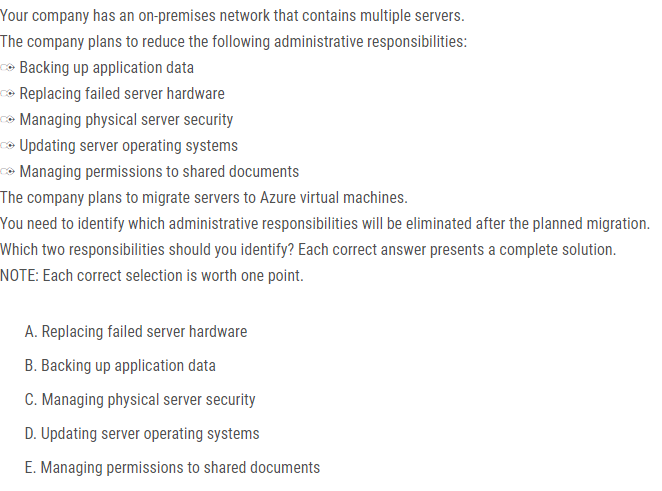 Your company has an on-premises network that contains multiple servers.
The company plans to reduce the following administrative responsibilities:
Backing up application data
Replacing failed server hardware
Managing physical server security
Updating server operating systems
Managing permissions to shared documents
The company plans to migrate servers to Azure virtual machines.
You need to identify which administrative responsibilities will be eliminated after the planned migration.
Which two responsibilities should you identify? Each correct answer presents a complete solution.
NOTE: Each correct selection is worth one point.
A. Replacing failed server hardware
B. Backing up application data
C. Managing physical server security
D. Updating server operating systems
E. Managing permissions to shared documents